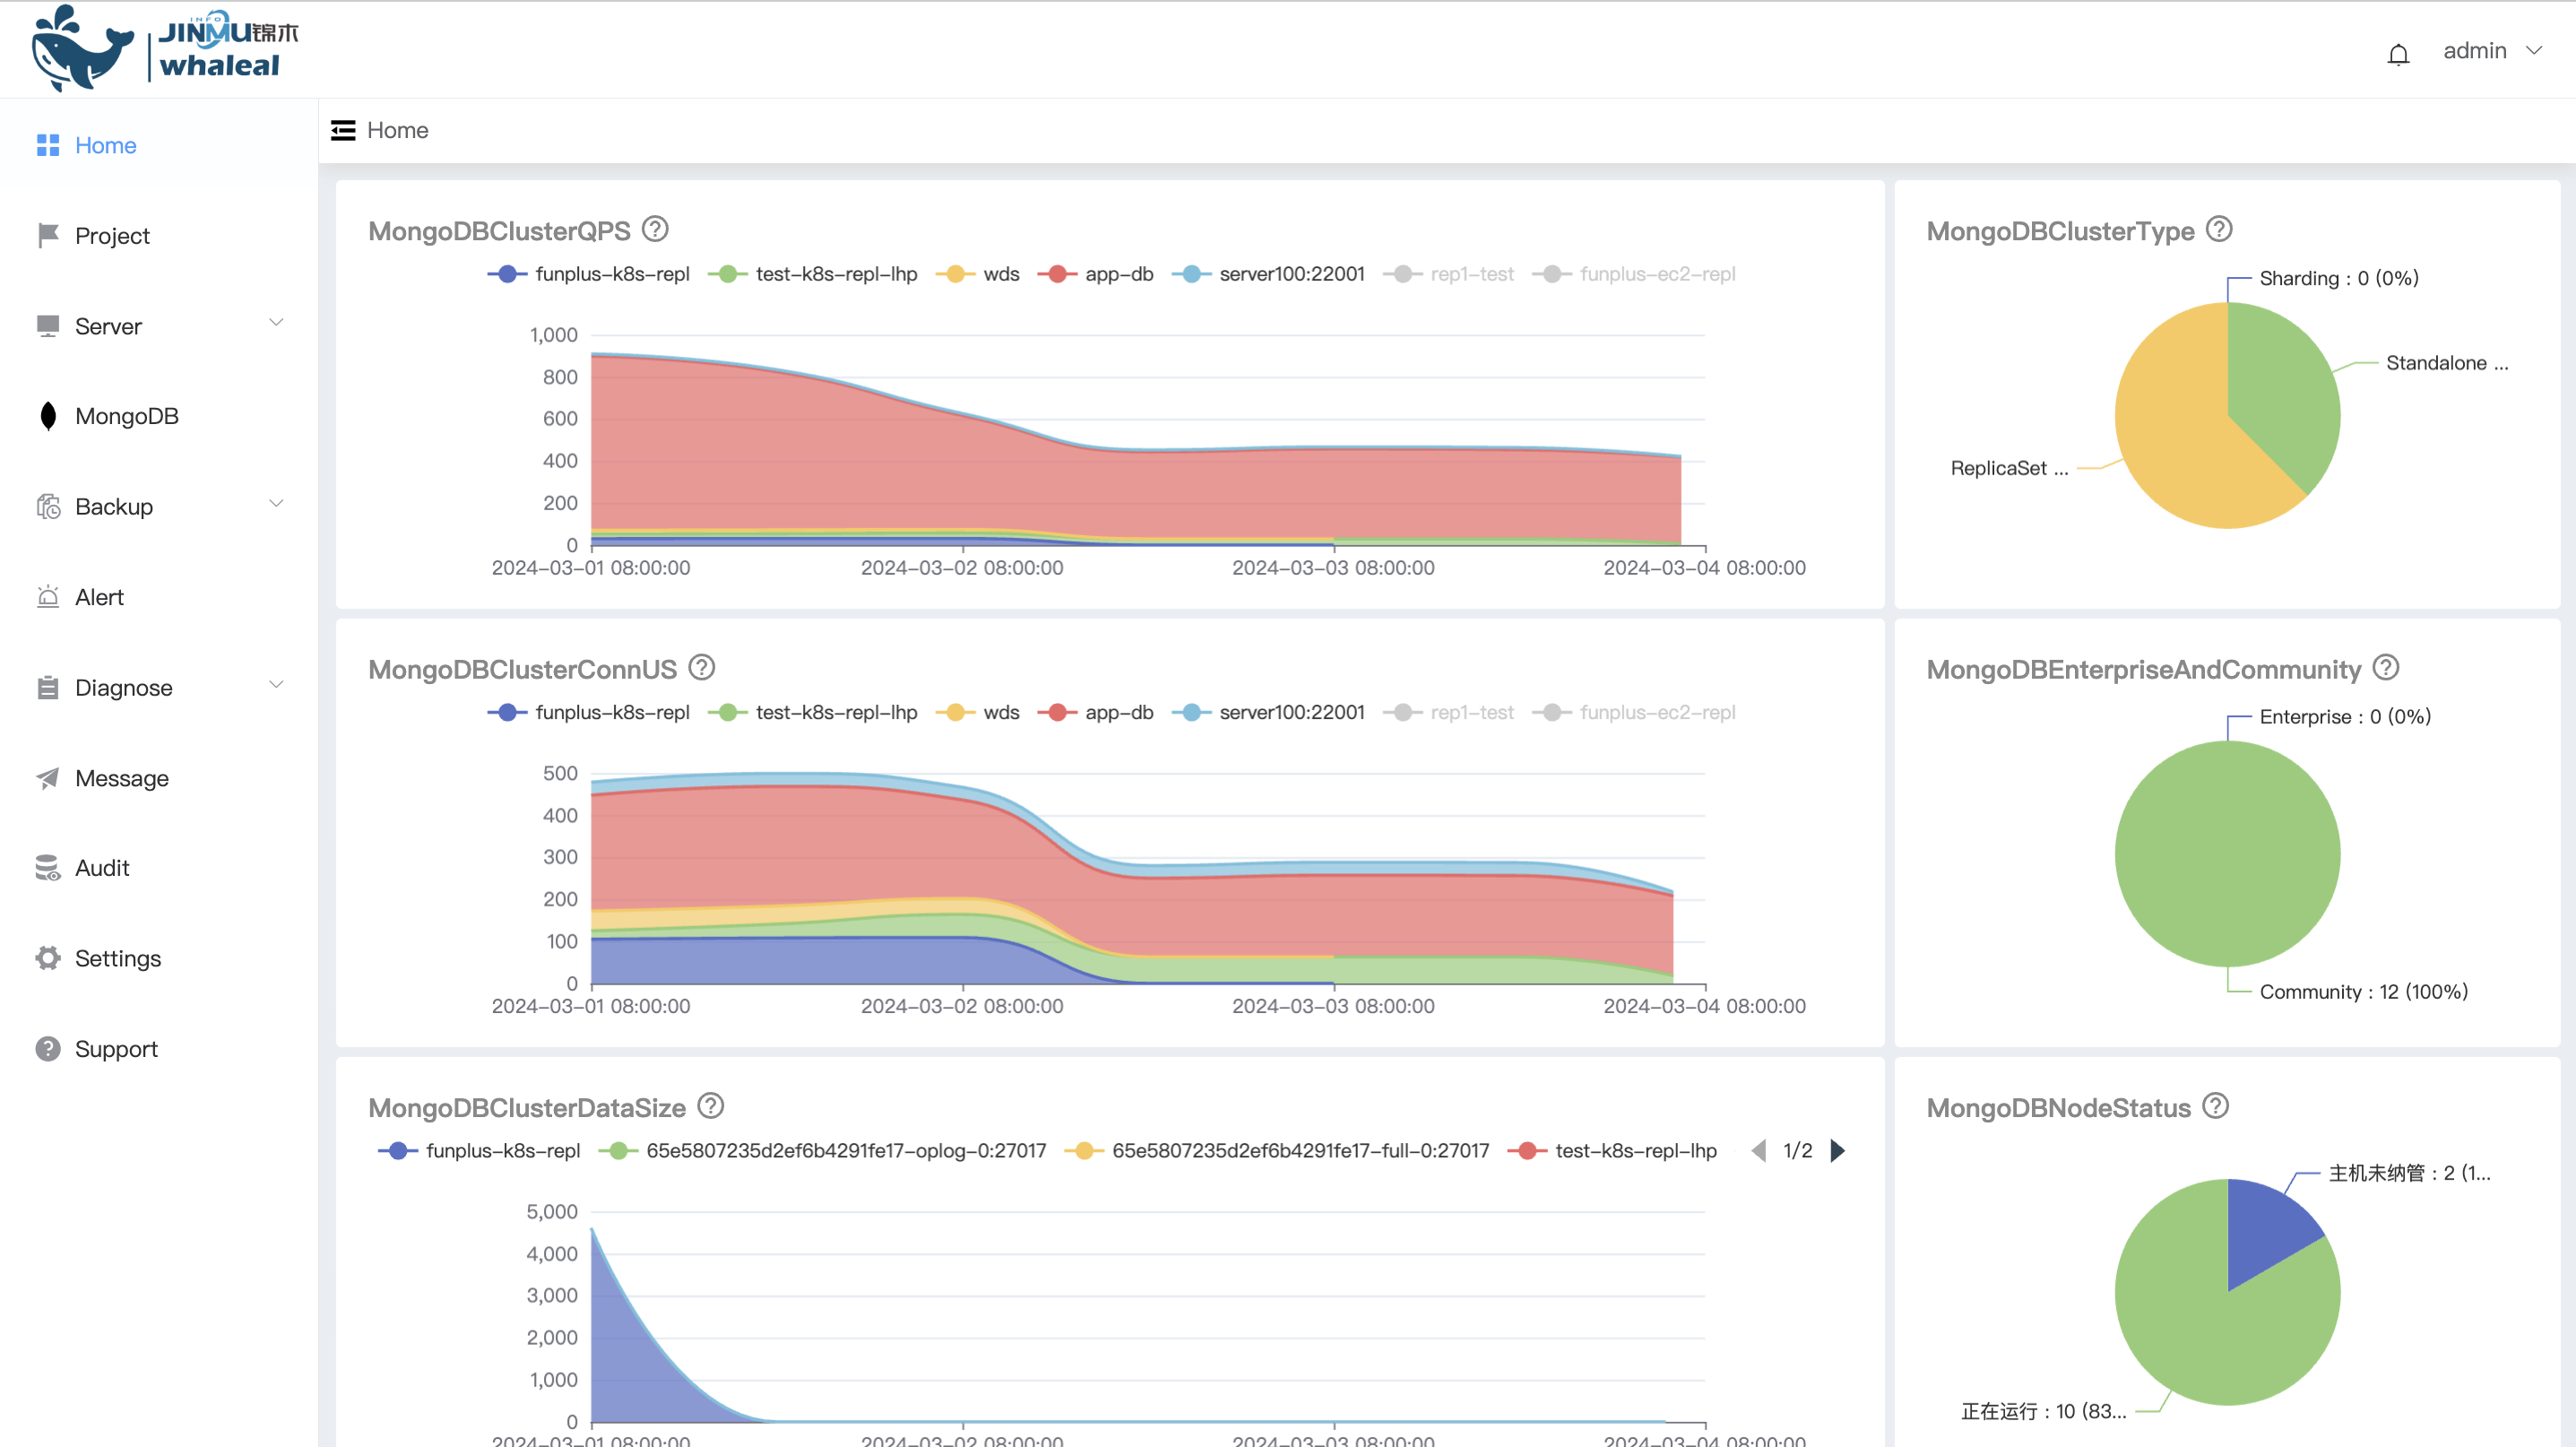 INFO
JINMU锦木
whaleal
admin
Home
Project
Server
MongoDB
Backup
Alert
Diagnose
Message
Audit
Settings
Support
Home
MongoDBClusterQPS
funplus-k8s-repl test-k8s-repl-lhp wds app-db server100:22001 rep1-test funplus-ec2-repl
1,000
800
600
400
200
0
2024-03-01 08:00:00 2024-03-02 08:00:00 2024-03-03 08:00:00 2024-03-04 08:00:00
MongoDBClusterType
Sharding : 0 (0%)
Standalone ...
ReplicaSet ...
MongoDBClusterConnUS
funplus-k8s-repl test-k8s-repl-lhp wds app-db server100:22001 rep1-test funplus-ec2-repl
500
400
300
200
100
0
2024-03-01 08:00:00 2024-03-02 08:00:00 2024-03-03 08:00:00 2024-03-04 08:00:00
MongoDBEnterpriseAndCommunity
Enterprise : 0 (0%)
Community : 12 (100%)
MongoDBClusterDataSize
funplus-k8s-repl 65e5807235d2ef6b4291fe17-oplog-0:27017 65e5807235d2ef6b4291fe17-full-0:27017 test-k8s-repl-lhp 1/2
5,000
4,000
3,000
2,000
1,000
0
2024-03-01 08:00:00 2024-03-02 08:00:00 2024-03-03 08:00:00 2024-03-04 08:00:00
MongoDBNodeStatus
主机未纳管 : 2 (1...
正在运行 : 10 (83...